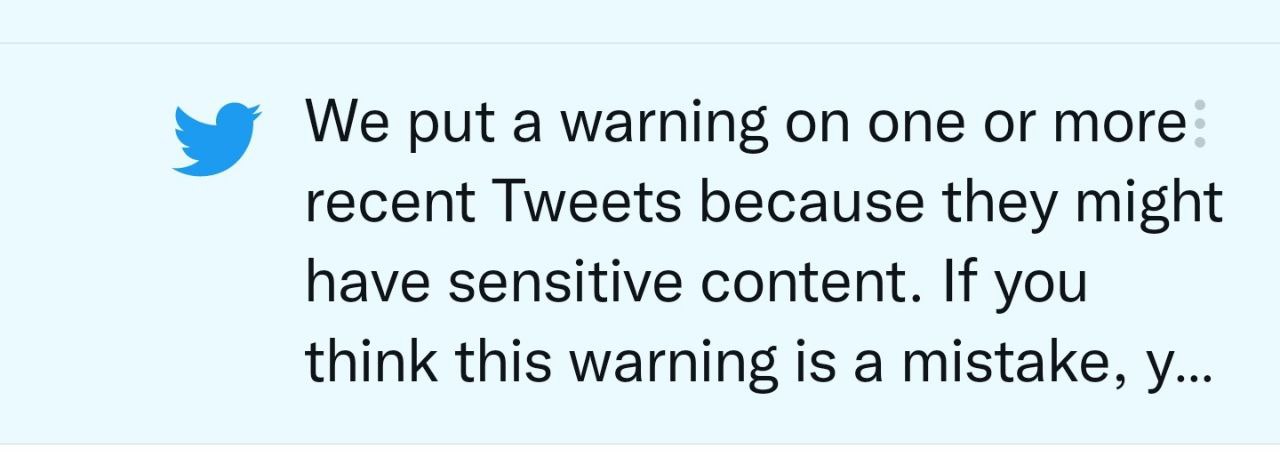 We put a warning on one or more
recent Tweets because they might
have sensitive content. If you
think this warning is a mistake, y...